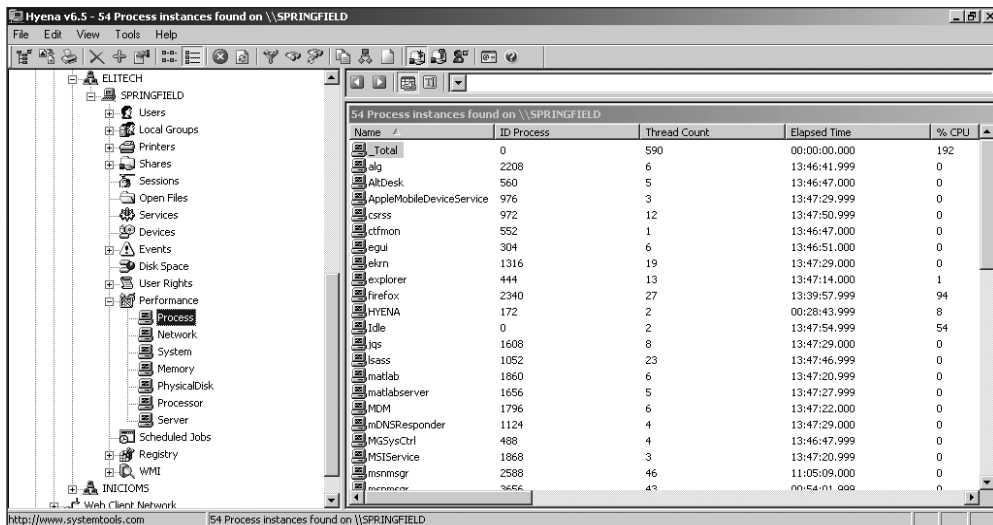 Hyena v6.5 - 54 Process instances found on \\SPRINGFIELD
File Edit View Tools Help
ELITECH
SPRINGFIELD
Users
Local Groups
Printers
Shares
Sessions
Open Files
Services
Devices
Events
Disk Space
User Rights
Performance
Process
Network
System
Memory
PhysicalDisk
Processor
Server
Scheduled Jobs
Registry
WMI
INICIOMS
Web Client Network
54 Process instances found on \\SPRINGFIELD
Name ID Process Thread Count Elapsed Time % CPU
_Total 0 590 00:00:00.000 192
alg 2208 6 13:46:41.999 0
AltDesk 560 5 13:46:47.000 0
AppleMobileDeviceService 976 3 13:47:29.999 0
csrss 972 12 13:47:50.999 0
ctfmon 552 1 13:46:47.000 0
egui 304 6 13:46:51.000 0
ekrn 1316 19 13:47:29.000 0
explorer 444 13 13:47:14.000 1
firefox 2340 27 13:39:57.999 94
HYENA 172 2 00:28:43.999 8
Idle 0 2 13:47:54.999 54
jqs 1608 8 13:47:29.000 0
lsass 1052 23 13:47:46.999 0
matlab 1860 6 13:47:20.999 0
matlabserver 1656 5 13:47:27.999 0
MDM 1796 6 13:47:22.000 0
mDNSResponder 1124 4 13:47:29.000 0
MGSysCtrl 488 4 13:46:47.999 0
MSIService 1868 3 13:47:20.999 0
msnmsgr 2588 46 11:05:09.000 0
msnmsgr 3656 43 00:54:01.999 0
http://www.systemtools.com 54 Process instances found on \\SPRINGFIELD